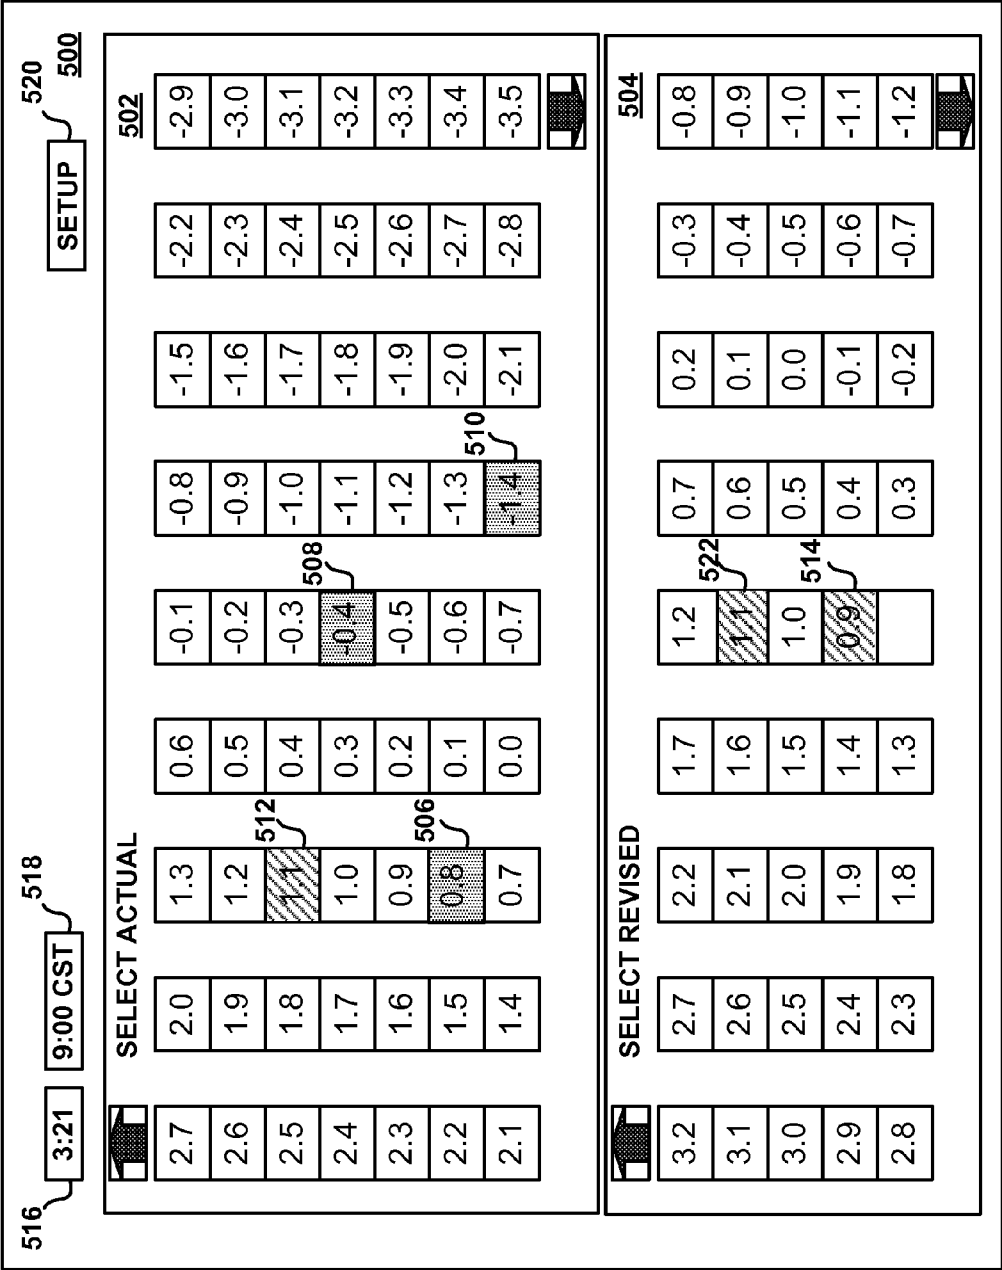 516 518 520
3:21 9:00 CST SETUP 500
SELECT ACTUAL 502
2.7 2.0 1.3 0.6 -0.1 -0.8 -1.5 -2.2 -2.9
2.6 1.9 1.2 0.5 -0.2 -0.9 -1.6 -2.3 -3.0
512
2.5 1.8 1.1 0.4 -0.3 -1.0 -1.7 -2.4 -3.1
508
2.4 1.7 1.0 0.3 -0.4 -1.1 -1.8 -2.5 -3.2
2.3 1.6 0.9 0.2 -0.5 -1.2 -1.9 -2.6 -3.3
506
2.2 1.5 0.8 0.1 -0.6 -1.3 -2.0 -2.7 -3.4
510
2.1 1.4 0.7 0.0 -0.7 -1.4 -2.1 -2.8 -3.5
SELECT REVISED 504
3.2 2.7 2.2 1.7 1.2 0.7 0.2 -0.3 -0.8
522
3.1 2.6 2.1 1.6 1.1 0.6 0.1 -0.4 -0.9
3.0 2.5 2.0 1.5 1.0 0.5 0.0 -0.5 -1.0
514
2.9 2.4 1.9 1.4 0.9 0.4 -0.1 -0.6 -1.1
2.8 2.3 1.8 1.3 0.3 -0.2 -0.7 -1.2